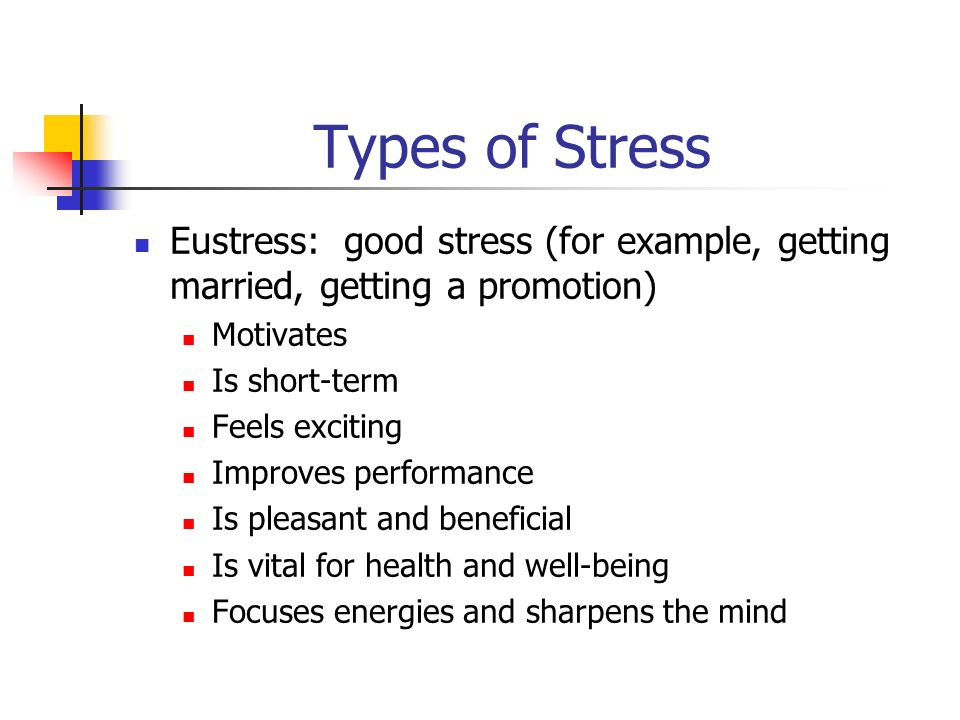 Types of Stress
Eustress:  good stress (for example, getting
married, getting a promotion)
Motivates
Is short-term
Feels exciting
Improves performance
Is pleasant and beneficial
Is vital for health and well-being
Focuses energies and sharpens the mind